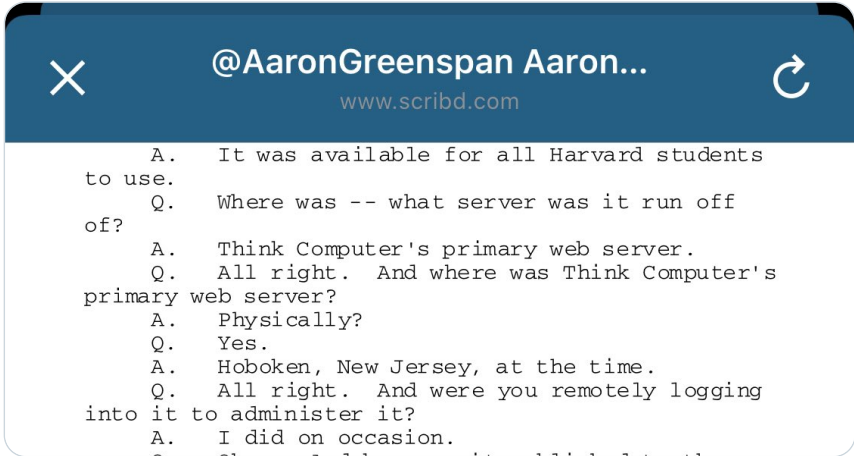 @AaronGreenspan Aaron...
www.scribd.com
A. It was available for all Harvard students
to use.
Q. Where was -- what server was it run off
of?
A. Think Computer's primary web server.
Q. All right. And where was Think Computer's
primary web server?
A. Physically?
Q. Yes.
A. Hoboken, New Jersey, at the time.
Q. All right. And were you remotely logging
into it to administer it?
A. I did on occasion.